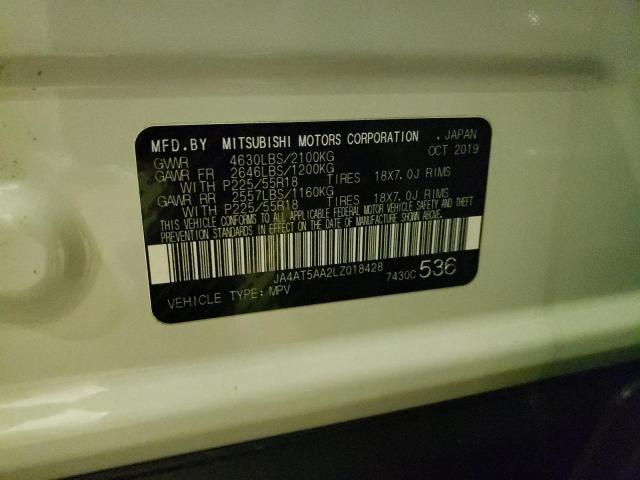 MFD.BY MITSUBISHI MOTORS CORPORATION . JAPAN
GVWR 4630LBS/2100KG OCT 2019
GAWR FR 2646LBS/1200KG
WITH P225/55R18 TIRES 18X7.0J RIMS
GAWR RR 2557LBS/1160KG
WITH P225/55R18 TIRES 18X7.0J RIMS
THIS VEHICLE CONFORMS TO ALL APPLICABLE FEDERAL MOTOR VEHICLE SAFETY AND THEFT
PREVENTION STANDARDS IN EFFECT ON THE DATE OF MANUFACTURE SHOWN ABOVE.
JA4AT5AA2LZ018428 7430C 536
VEHICLE TYPE: MPV